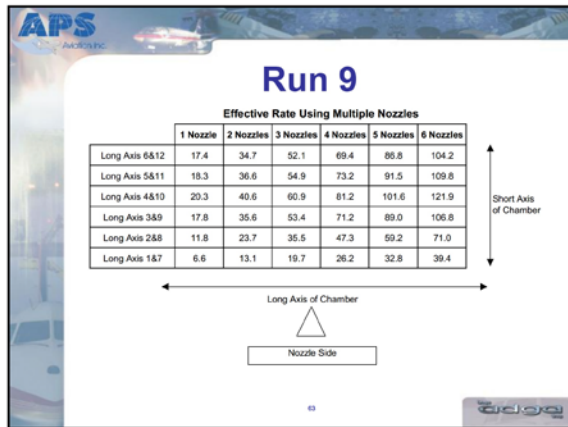 APS
Aviation Inc.
Run 9
Effective Rate Using Multiple Nozzles
1 Nozzle 2 Nozzles 3 Nozzles 4 Nozzles 5 Nozzles 6 Nozzles
Long Axis 6&12 17.4 34.7 52.1 69.4 86.8 104.2
Long Axis 5&11 18.3 36.6 54.9 73.2 91.5 109.8
Long Axis 4&10 20.3 40.6 60.9 81.2 101.6 121.9
Long Axis 3&9 17.8 35.6 53.4 71.2 89.0 106.8
Long Axis 2&8 11.8 23.7 35.5 47.3 59.2 71.0
Long Axis 1&7 6.6 13.1 19.7 26.2 32.8 39.4
Short Axis
of Chamber
Long Axis of Chamber
Nozzle Side
63
adga